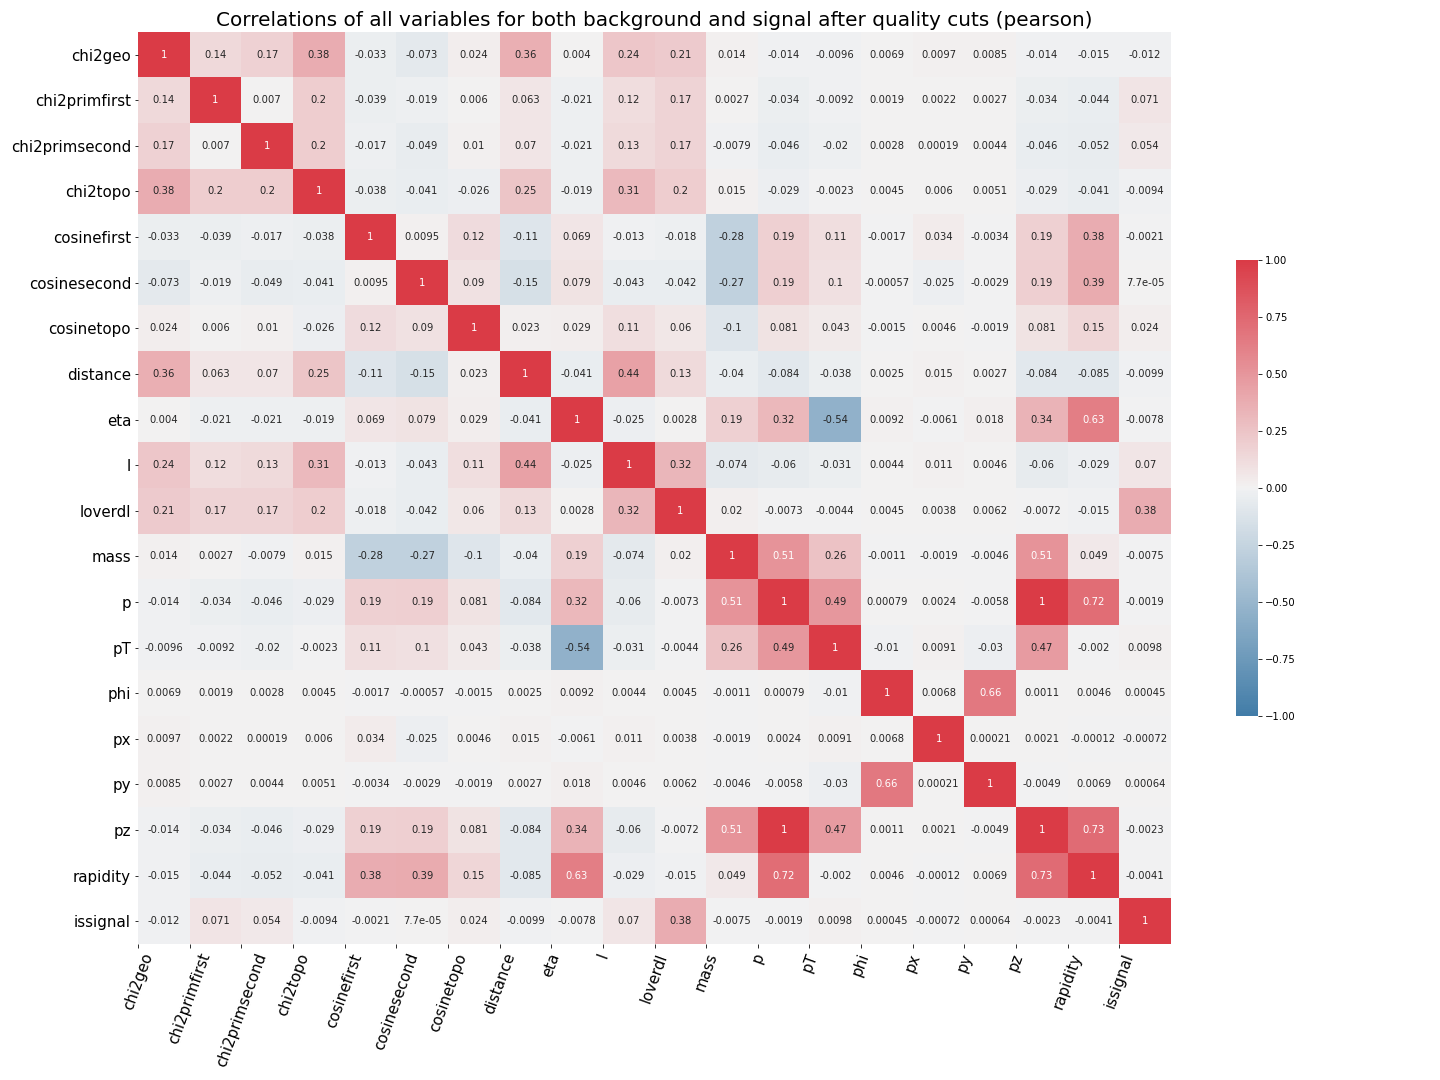 Correlations of all variables for both background and signal after quality cuts (pearson)
chi2geo 1 0.14 0.17 0.38 -0.033 -0.073 0.024 0.36 0.004 0.24 0.21 0.014 -0.014 -0.0096 0.0069 0.0097 0.0085 -0.014 -0.015 -0.012
chi2primfirst 0.14 1 0.007 0.2 -0.039 -0.019 0.006 0.063 -0.021 0.12 0.17 0.0027 -0.034 -0.0092 0.0019 0.0022 0.0027 -0.034 -0.044 0.071
chi2primsecond 0.17 0.007 1 0.2 -0.017 -0.049 0.01 0.07 -0.021 0.13 0.17 -0.0079 -0.046 -0.02 0.0028 0.00019 0.0044 -0.046 -0.052 0.054
chi2topo 0.38 0.2 0.2 1 -0.038 -0.041 -0.026 0.25 -0.019 0.31 0.2 0.015 -0.029 -0.0023 0.0045 0.006 0.0051 -0.029 -0.041 -0.0094
cosinefirst -0.033 -0.039 -0.017 -0.038 1 0.0095 0.12 -0.11 0.069 -0.013 -0.018 -0.28 0.19 0.11 -0.0017 0.034 -0.0034 0.19 0.38 -0.0021
cosinesecond -0.073 -0.019 -0.049 -0.041 0.0095 1 0.09 -0.15 0.079 -0.043 -0.042 -0.27 0.19 0.1 -0.00057 -0.025 -0.0029 0.19 0.39 7.7e-05
cosinetopo 0.024 0.006 0.01 -0.026 0.12 0.09 1 0.023 0.029 0.11 0.06 -0.1 0.081 0.043 -0.0015 0.0046 -0.0019 0.081 0.15 0.024
distance 0.36 0.063 0.07 0.25 -0.11 -0.15 0.023 1 -0.041 0.44 0.13 -0.04 -0.084 -0.038 0.0025 0.015 0.0027 -0.084 -0.085 -0.0099
eta 0.004 -0.021 -0.021 -0.019 0.069 0.079 0.029 -0.041 1 -0.025 0.0028 0.19 0.32 -0.54 0.0092 -0.0061 0.018 0.34 0.63 -0.0078
l 0.24 0.12 0.13 0.31 -0.013 -0.043 0.11 0.44 -0.025 1 0.32 -0.074 -0.06 -0.031 0.0044 0.011 0.0046 -0.06 -0.029 0.07
loverdl 0.21 0.17 0.17 0.2 -0.018 -0.042 0.06 0.13 0.0028 0.32 1 0.02 -0.0073 -0.0044 0.0045 0.0038 0.0062 -0.0072 -0.015 0.38
mass 0.014 0.0027 -0.0079 0.015 -0.28 -0.27 -0.1 -0.04 0.19 -0.074 0.02 1 0.51 0.26 -0.0011 -0.0019 -0.0046 0.51 0.049 -0.0075
p -0.014 -0.034 -0.046 -0.029 0.19 0.19 0.081 -0.084 0.32 -0.06 -0.0073 0.51 1 0.49 0.00079 0.0024 -0.0058 1 0.72 -0.0019
pT -0.0096 -0.0092 -0.02 -0.0023 0.11 0.1 0.043 -0.038 -0.54 -0.031 -0.0044 0.26 0.49 1 -0.01 0.0091 -0.03 0.47 -0.002 0.0098
phi 0.0069 0.0019 0.0028 0.0045 -0.0017 -0.00057 -0.0015 0.0025 0.0092 0.0044 0.0045 -0.0011 0.00079 -0.01 1 0.0068 0.66 0.0011 0.0046 0.00045
px 0.0097 0.0022 0.00019 0.006 0.034 -0.025 0.0046 0.015 -0.0061 0.011 0.0038 -0.0019 0.0024 0.0091 0.0068 1 0.00021 0.0021 -0.00012 -0.00072
py 0.0085 0.0027 0.0044 0.0051 -0.0034 -0.0029 -0.0019 0.0027 0.018 0.0046 0.0062 -0.0046 -0.0058 -0.03 0.66 0.00021 1 -0.0049 0.0069 0.00064
pz -0.014 -0.034 -0.046 -0.029 0.19 0.19 0.081 -0.084 0.34 -0.06 -0.0072 0.51 1 0.47 0.0011 0.0021 -0.0049 1 0.73 -0.0023
rapidity -0.015 -0.044 -0.052 -0.041 0.38 0.39 0.15 -0.085 0.63 -0.029 -0.015 0.049 0.72 -0.002 0.0046 -0.00012 0.0069 0.73 1 -0.0041
issignal -0.012 0.071 0.054 -0.0094 -0.0021 7.7e-05 0.024 -0.0099 -0.0078 0.07 0.38 -0.0075 -0.0019 0.0098 0.00045 -0.00072 0.00064 -0.0023 -0.0041 1
chi2geo chi2primfirst chi2primsecond chi2topo cosinefirst cosinesecond cosinetopo distance eta l loverdl mass p pT phi px py pz rapidity issignal
1.00
0.75
0.50
0.25
0.00
−0.25
−0.50
−0.75
−1.00